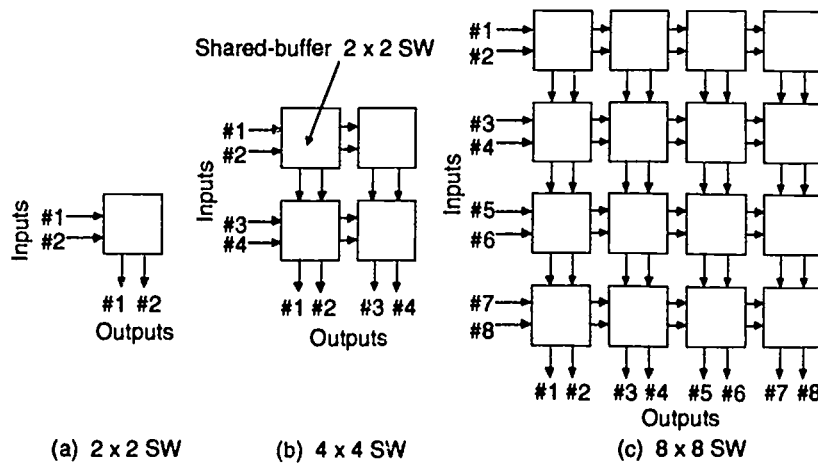 Shared-buffer 2 x 2 SW
Inputs
#1
#2
#1 #2
Outputs
(a) 2 x 2 SW
Inputs
#1
#2
#3
#4
#1 #2 #3 #4
Outputs
(b) 4 x 4 SW
Inputs
#1
#2
#3
#4
#5
#6
#7
#8
#1 #2 #3 #4 #5 #6 #7 #8
Outputs
(c) 8 x 8 SW